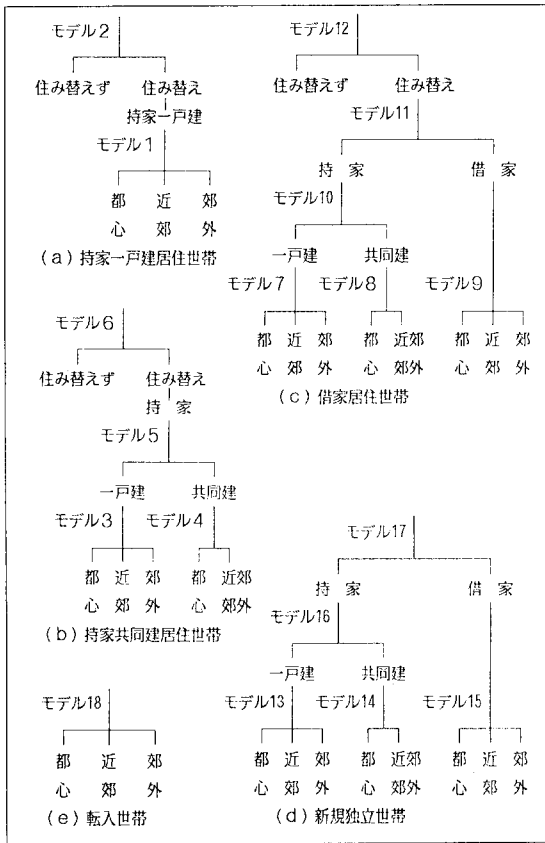 モデル2
住み替えず 住み替え
持家一戸建
モデル1
都 近 郊
心 郊 外
(a)持家一戸建居住世帯
モデル6
住み替えず 住み替え
持 家
モデル5
一戸建 共同建
モデル3 モデル4
都 近 郊 都 近郊
心 郊 外 心 郊外
(b)持家共同建居住世帯
モデル18
都 近 郊
心 郊 外
(e)転入世帯
モデル12
住み替えず 住み替え
モデル11
持 家 借 家
モデル10
一戸建 共同建
モデル7 モデル8 モデル9
都 近 郊 都 近郊 都 近 郊
心 郊 外 心 郊外 心 郊 外
(c)借家居住世帯
モデル17
持 家 借 家
モデル16
一戸建 共同建
モデル13 モデル14 モデル15
都 近 郊 都 近郊 都 近 郊
心 郊 外 心 郊外 心 郊 外
(d)新規独立世帯